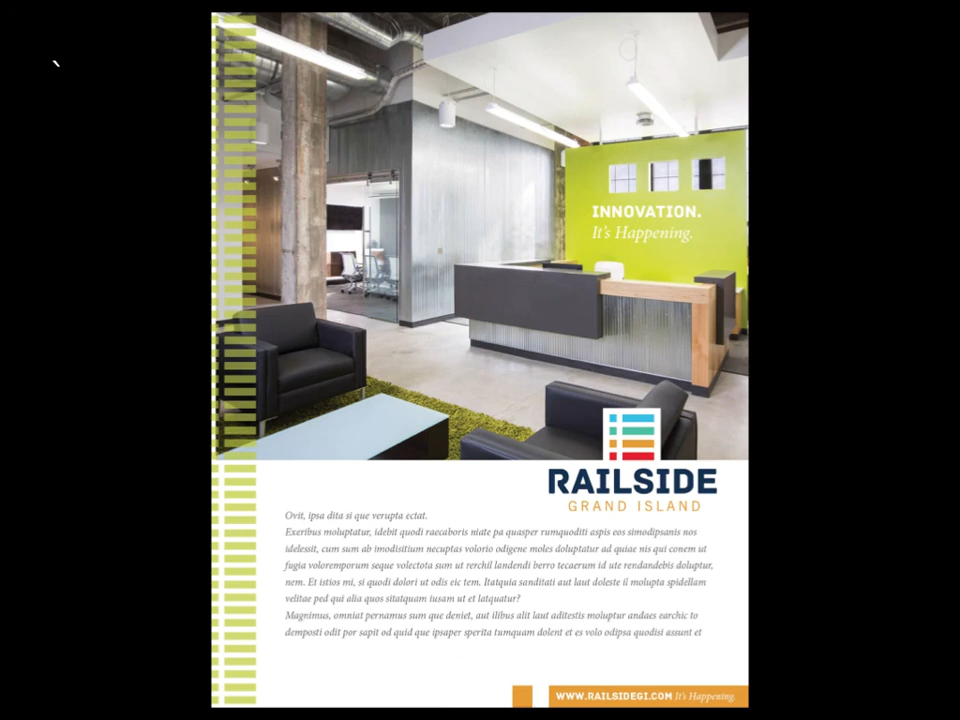 INNOVATION.
It's Happening.
RAILSIDE
GRAND ISLAND
Ovit, ipsa dita si que verupta ectat.
Exeribus moluptatur, idebit quodi raecaboris niate pa quasper rumquoditi aspis eos simodipsanis nos
idelessit, cum sum ab imodisitium necuptas volorio odigene moles doluptatur ad quiae nis qui conem ut
fugia voloremporum seque volectota sum ut rerchil landendi berro tecaerum id ute rendandebis doluptur,
nem. Et istios mi, si quodi dolori ut odis eic tem. Itatquia sanditati aut laut doleste il molupta spidellam
velitae ped qui alia quos sitatquam iusam ut et latquatur?
Magnimus, omniat pernamus sum que deniet, aut ilibus alit laut aditestis moluptur andaes earchic to
demposti odit por sapit od quid que ipsaper sperita tumquam dolent et es volo odipsa quodisi assunt et
WWW.RAILSIDEGI.COM It's Happening.